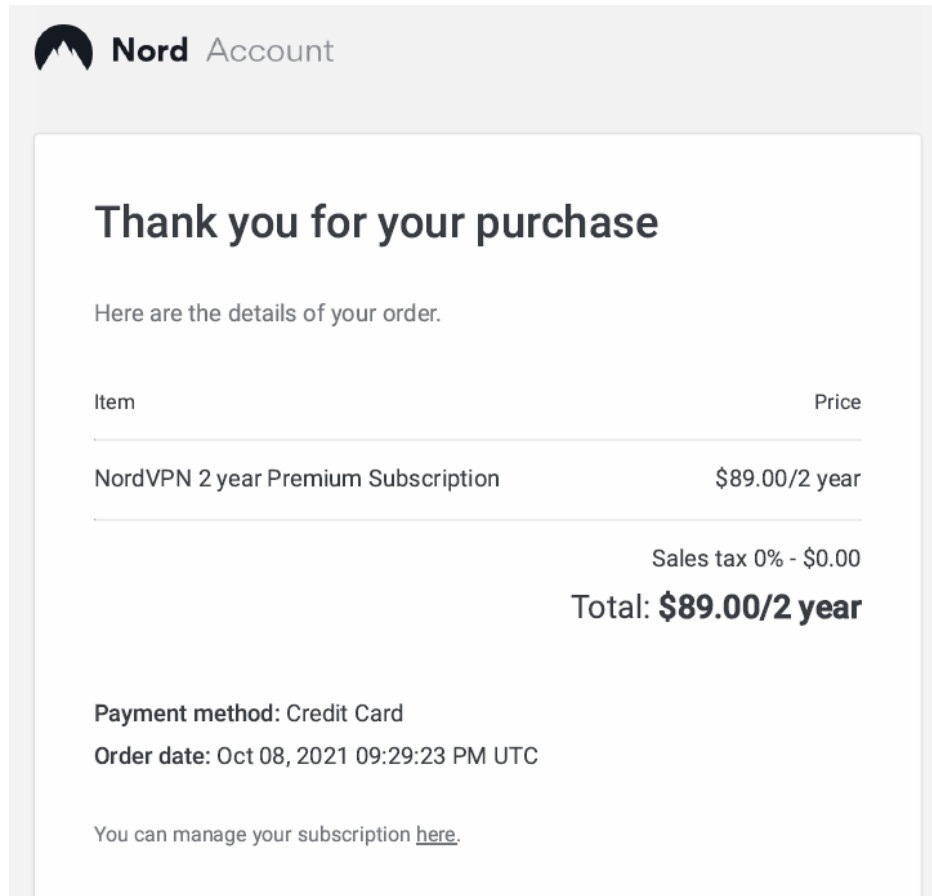 Nord Account
Thank you for your purchase
Here are the details of your order.
Item Price
NordVPN 2 year Premium Subscription $89.00/2 year
Sales tax 0% - $0.00
Total: $89.00/2 year
Payment method: Credit Card
Order date: Oct 08, 2021 09:29:23 PM UTC
You can manage your subscription here.